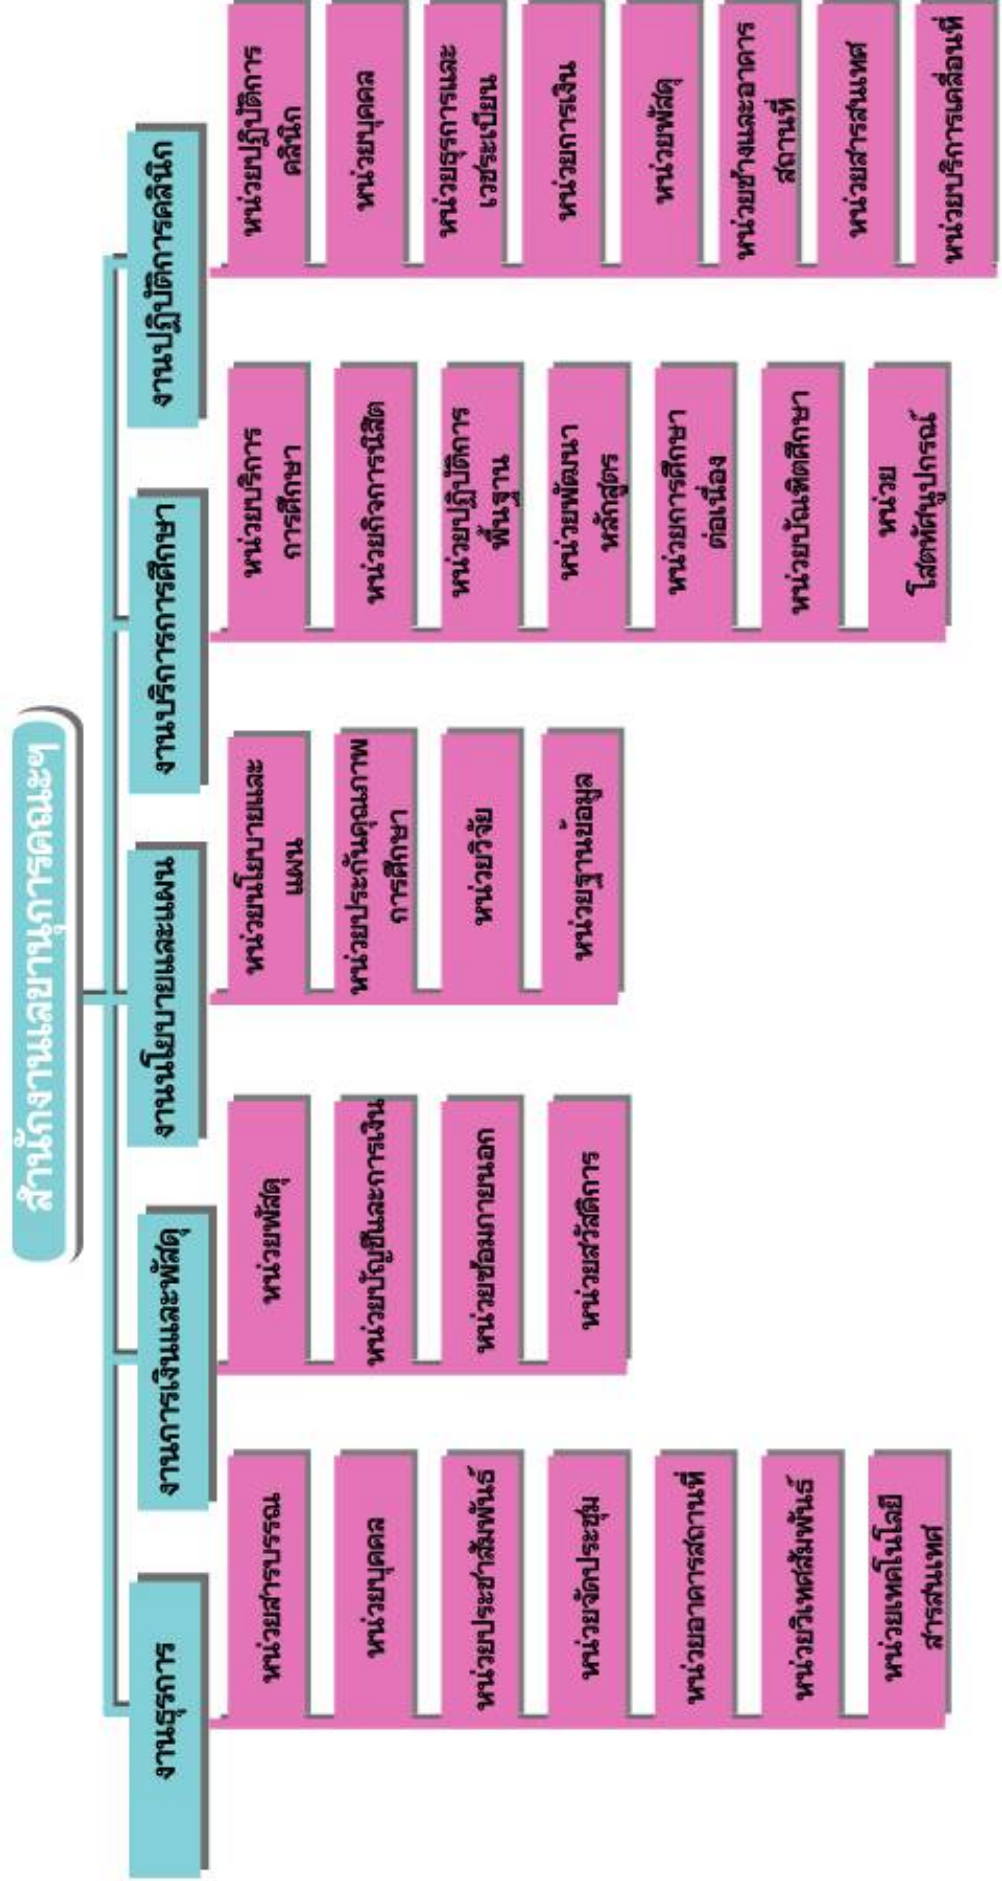 สำนักงานเลขานุการคณะฯ
งานธุรการ
หน่วยสารบรรณ
หน่วยบุคคล
หน่วยประชาสัมพันธ์
หน่วยจัดประชุม
หน่วยอาคารสถานที่
หน่วยวิเทศสัมพันธ์
หน่วยเทคโนโลยี
สารสนเทศ
งานการเงินและพัสดุ
หน่วยพัสดุ
หน่วยบัญชีและการเงิน
หน่วยซ่อมภายนอก
หน่วยสวัสดิการ
งานนโยบายและแผน
หน่วยนโยบายและ
แผน
หน่วยประกันคุณภาพ
การศึกษา
หน่วยวิจัย
หน่วยฐานข้อมูล
งานบริการการศึกษา
หน่วยบริการ
การศึกษา
หน่วยกิจการนิสิต
หน่วยปฏิบัติการ
พื้นฐาน
หน่วยพัฒนา
หลักสูตร
หน่วยการศึกษา
ต่อเนื่อง
หน่วยบัณฑิตศึกษา
หน่วย
โสตทัศนูปกรณ์
งานปฏิบัติการคลินิก
หน่วยปฏิบัติการ
คลินิก
หน่วยบุคคล
หน่วยธุรการและ
เวชระเบียน
หน่วยการเงิน
หน่วยพัสดุ
หน่วยช่างและอาคาร
สถานที่
หน่วยสารสนเทศ
หน่วยบริการเคลื่อนที่